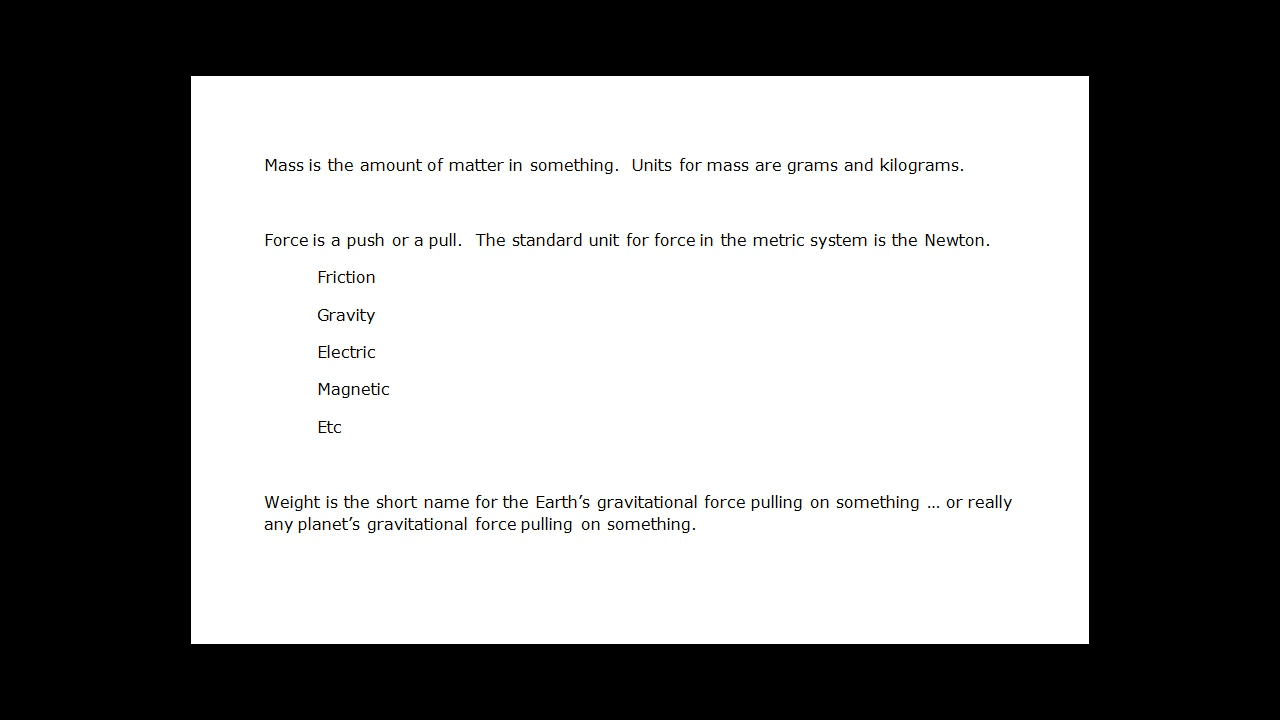 Mass is the amount of matter in something.  Units for mass are grams and kilograms.
Force is a push or a pull.  The standard unit for force in the metric system is the Newton.
Friction
Gravity
Electric
Magnetic
Etc
Weight is the short name for the Earth’s gravitational force pulling on something … or really
any planet’s gravitational force pulling on something.